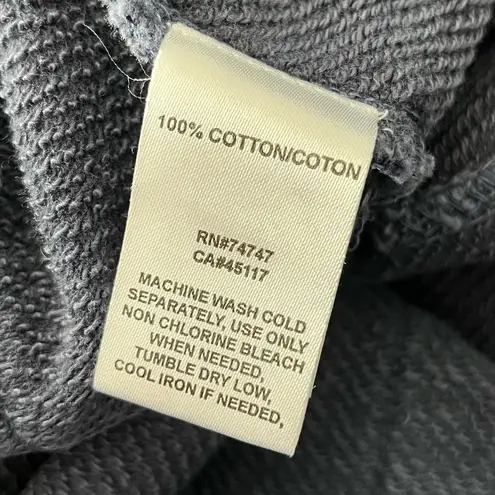 100% COTTON/COTON
RN#74747
CA#45117
MACHINE WASH COLD
SEPARATELY, USE ONLY
NON CHLORINE BLEACH
WHEN NEEDED,
TUMBLE DRY LOW,
COOL IRON IF NEEDED,